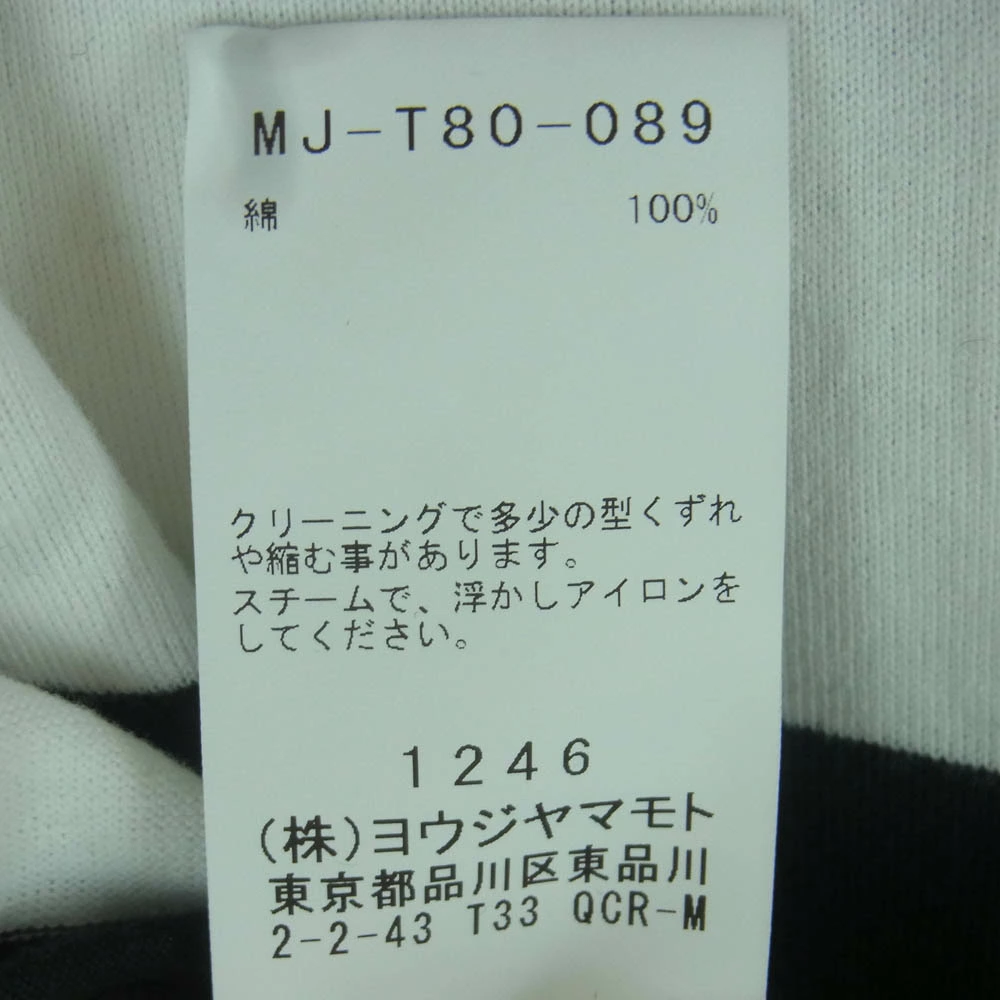 MJ-T80-089
綿 100%
クリーニングで多少の型くずれ
や縮む事があります。
スチームで、浮かしアイロンを
してください。
1246
(株)ヨウジヤマモト
東京都品川区東品川
2-2-43 T33 QCR-M